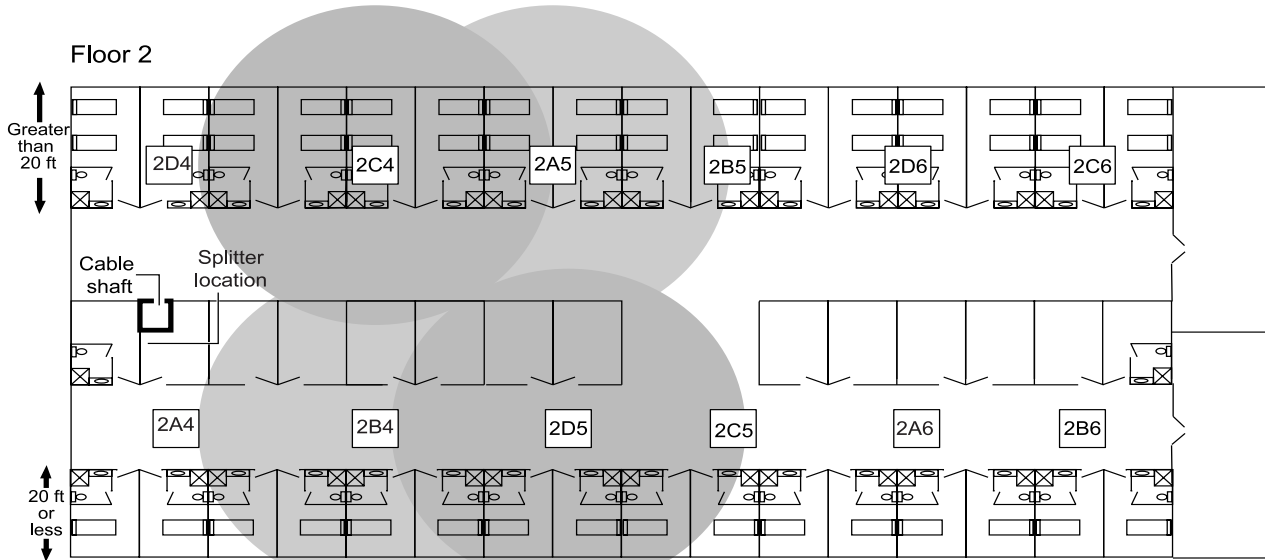 Floor 2
Greater
than
20 ft
2D4
2C4
2A5
2B5
2D6
2C6
Cable
shaft
Splitter
location
2A4
2B4
2D5
2C5
2A6
2B6
20 ft
or
less